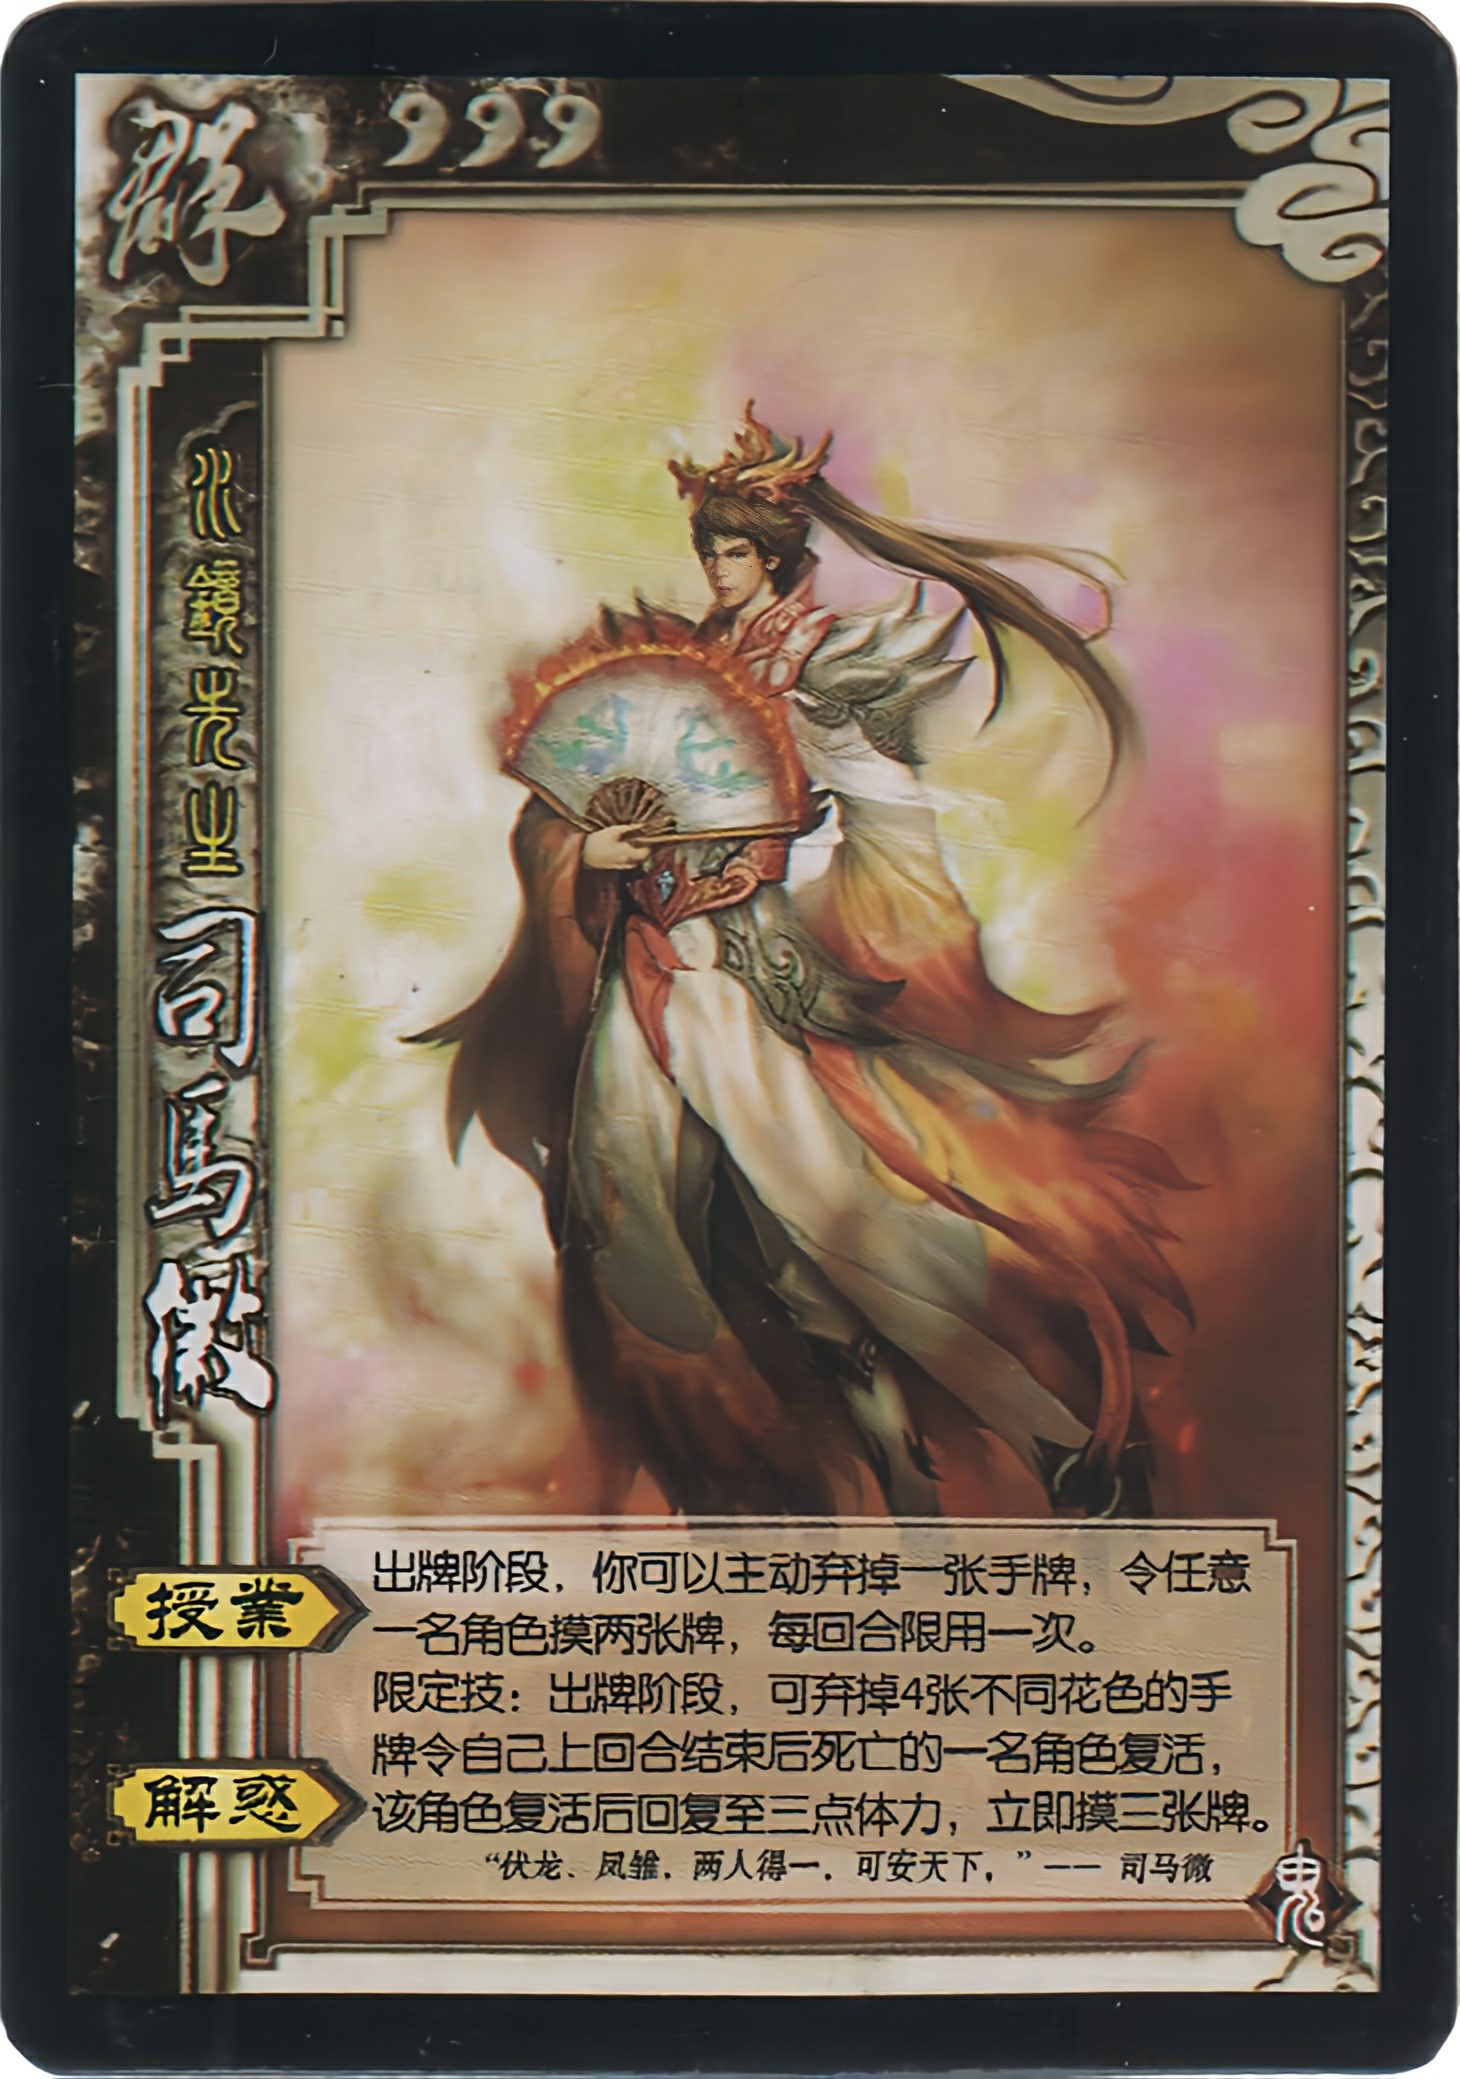 群
水鏡先生
司馬徽
授業
出牌阶段，你可以主动弃掉一张手牌，令任意
一名角色摸两张牌，每回合限用一次。
解惑
限定技：出牌阶段，可弃掉4张不同花色的手
牌令自己上回合结束后死亡的一名角色复活，
该角色复活后回复至三点体力，立即摸三张牌。
“伏龙、凤雏，两人得一，可安天下，”—— 司马微
鬼